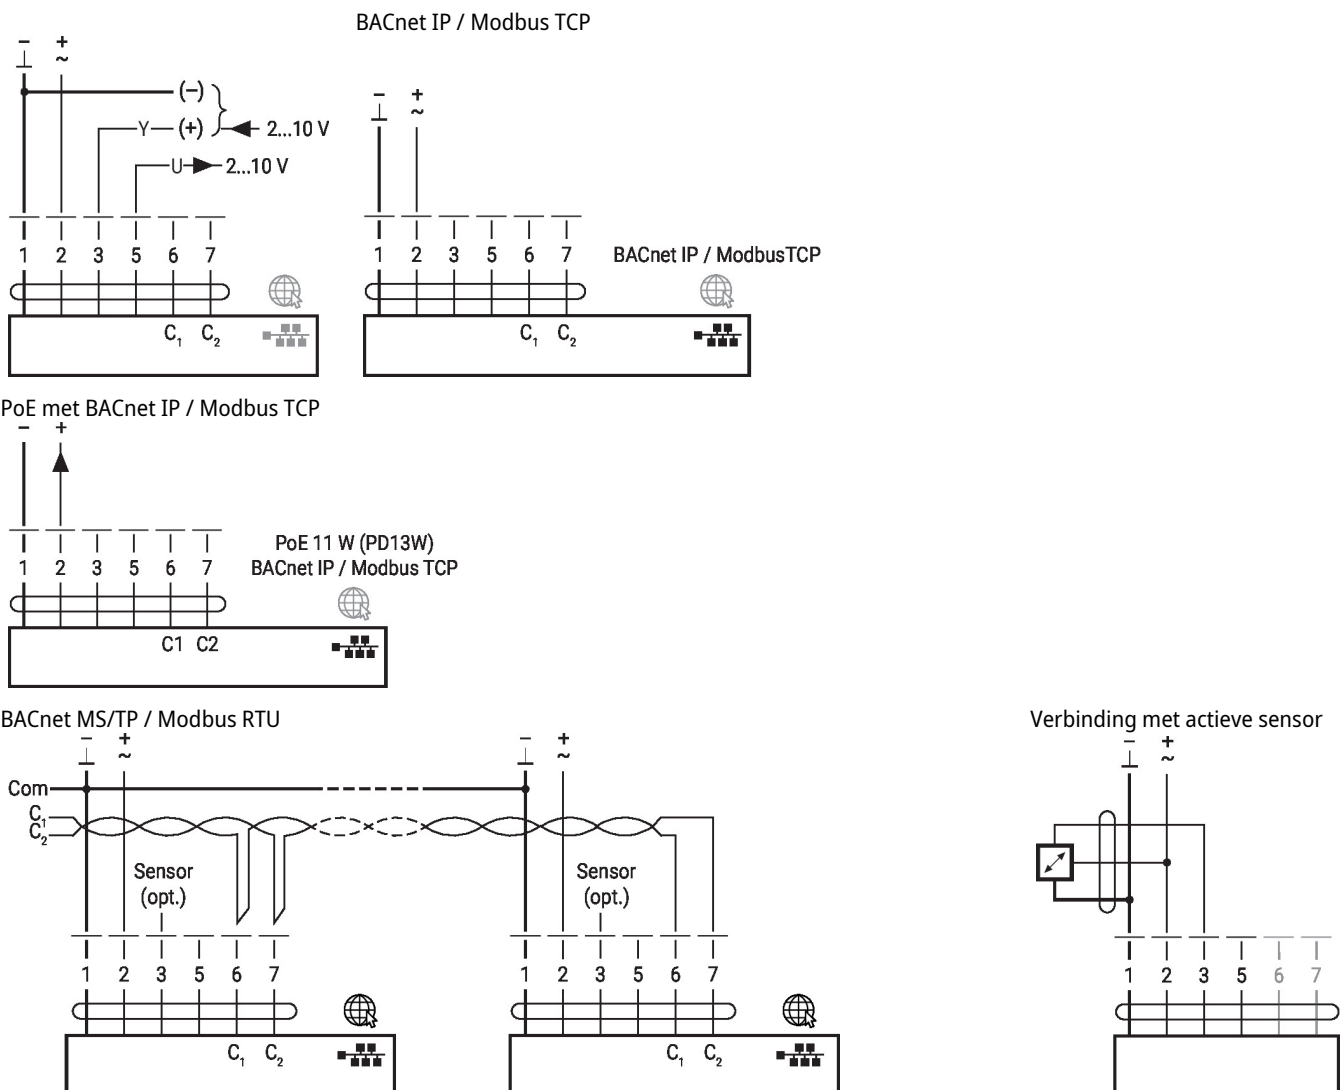 BACnet IP / Modbus TCP
− +
⊥ ~
(−)
Y (+) 2...10 V
U 2...10 V
1 2 3 5 6 7
C₁ C₂
− +
⊥ ~
1 2 3 5 6 7
BACnet IP / ModbusTCP
C₁ C₂
PoE met BACnet IP / Modbus TCP
− +
PoE 11 W (PD13W)
BACnet IP / Modbus TCP
1 2 3 5 6 7
C1 C2
BACnet MS/TP / Modbus RTU
− +
⊥ ~
Com
C₁
C₂
Sensor
(opt.)
1 2 3 5 6 7
C₁ C₂
− +
⊥ ~
Sensor
(opt.)
1 2 3 5 6 7
C₁ C₂
Verbinding met actieve sensor
− +
⊥ ~
1 2 3 5 6 7